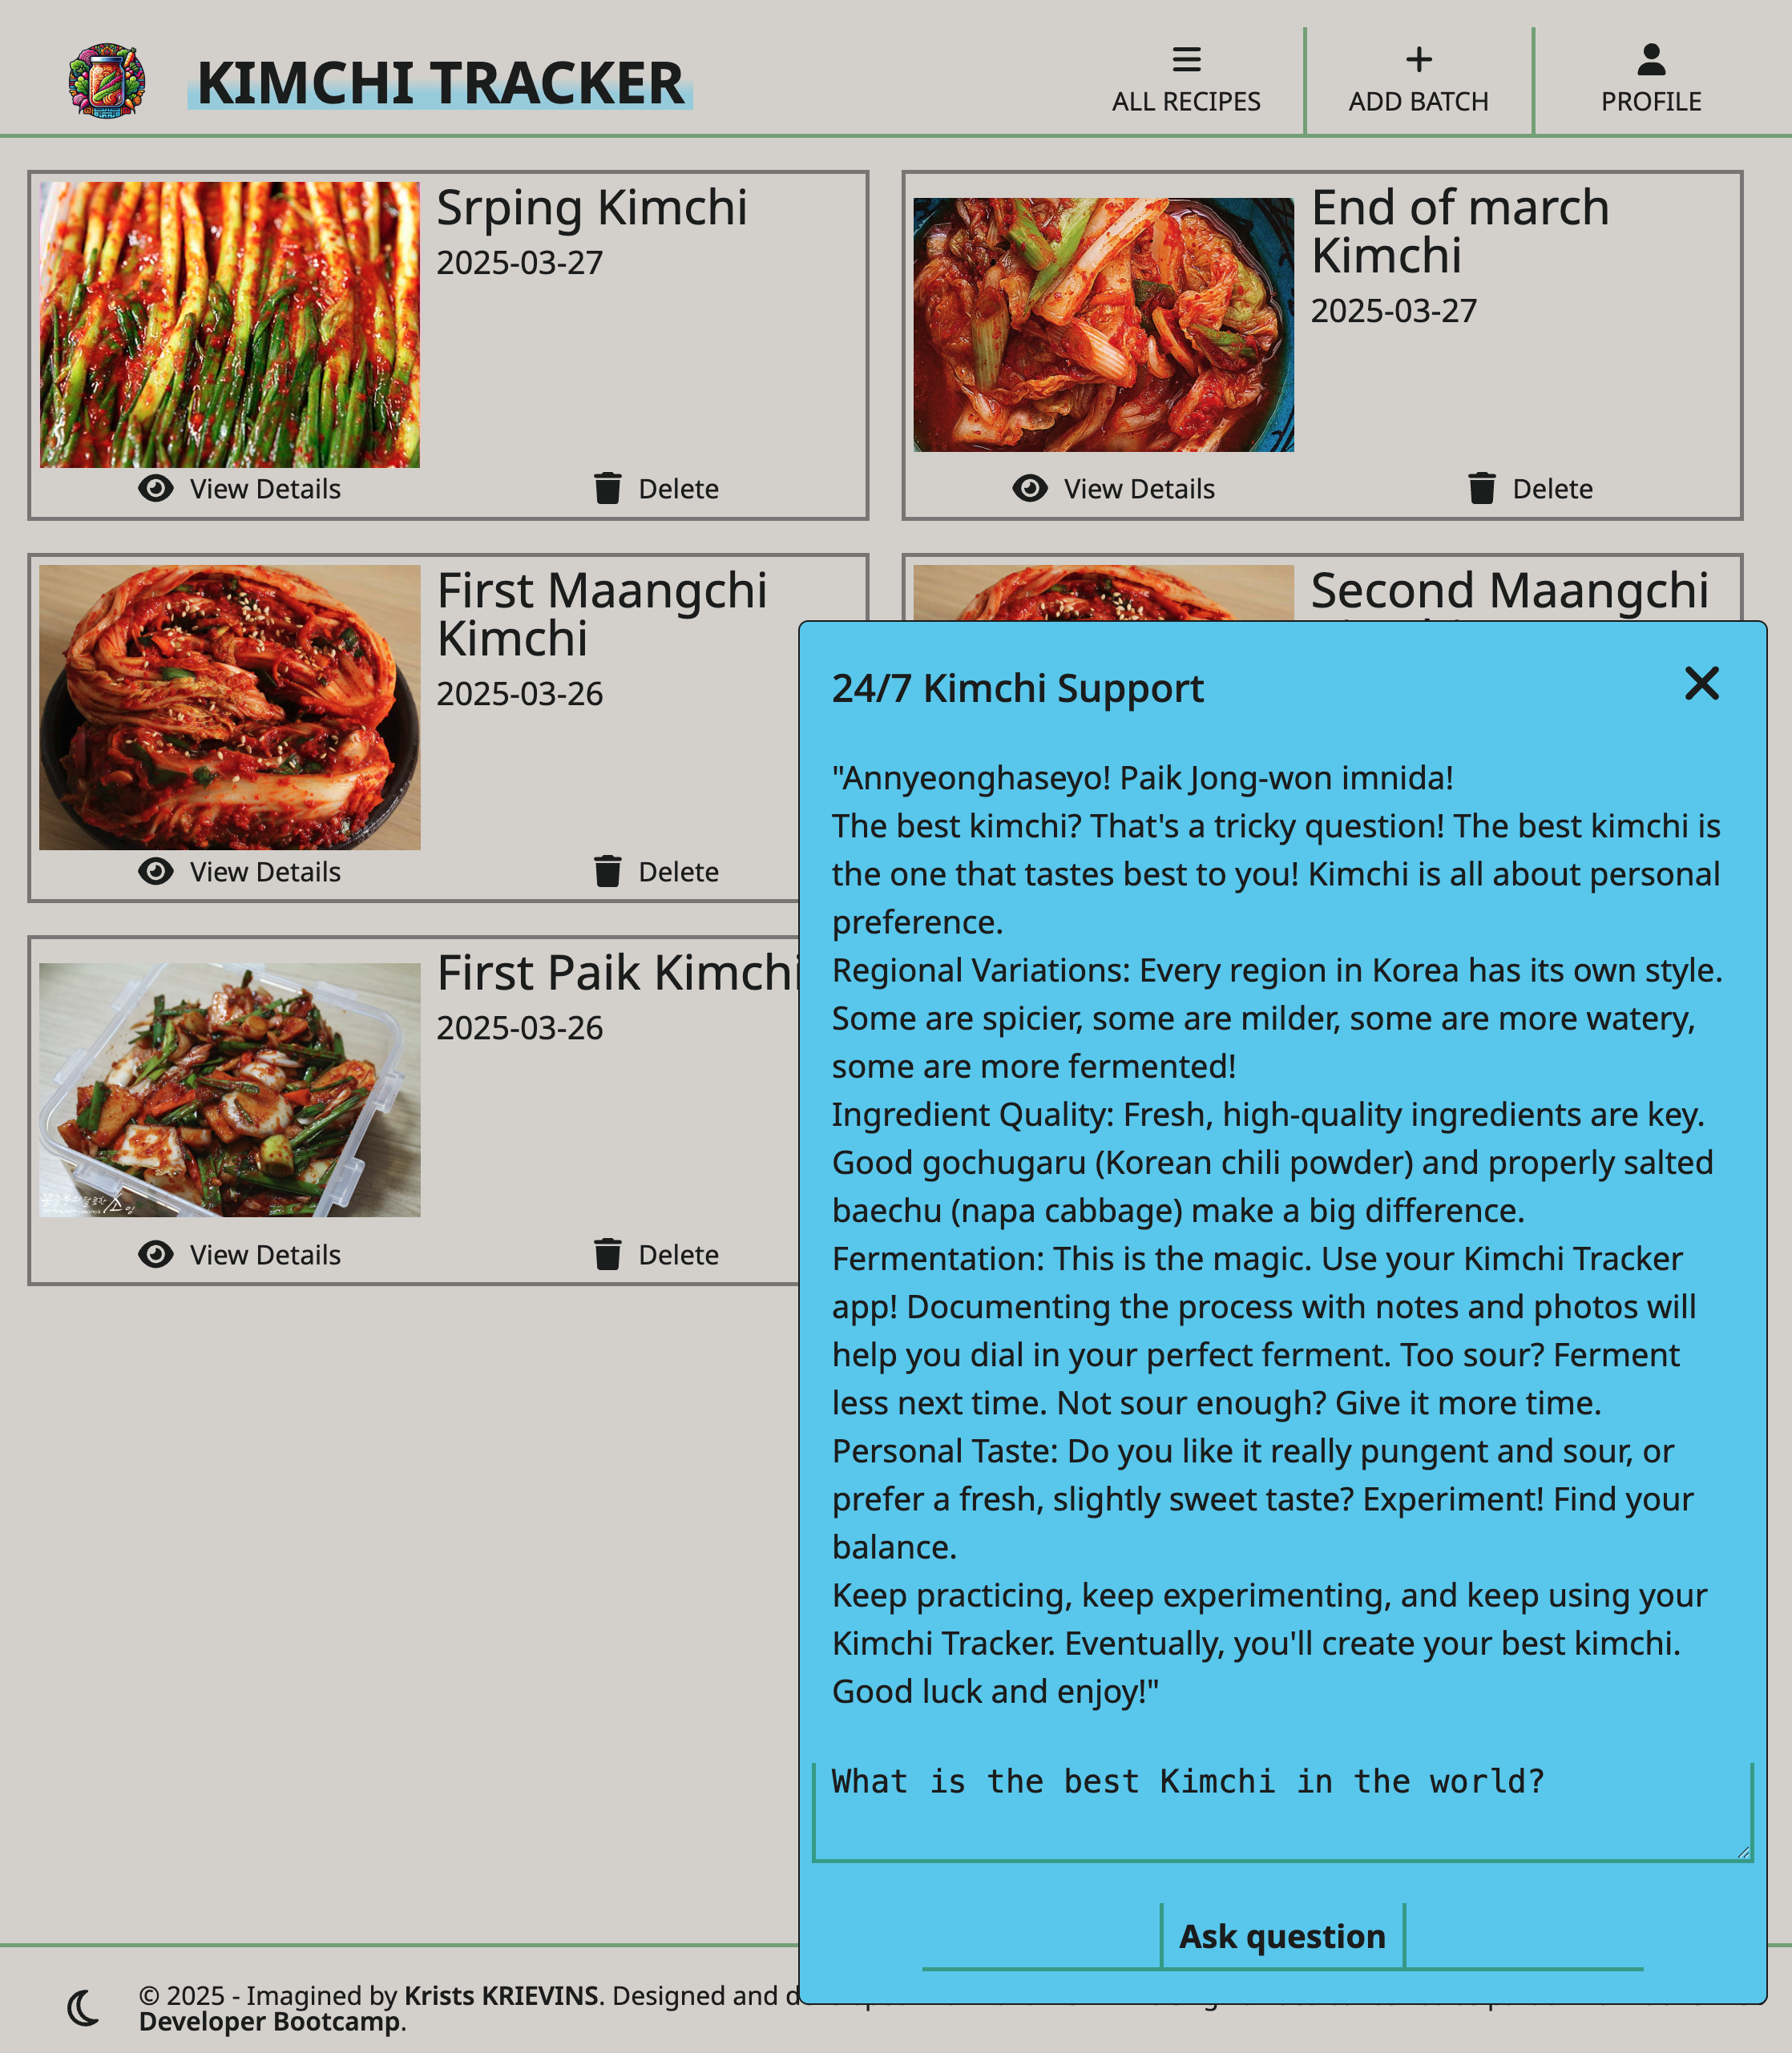 KIMCHI TRACKER
ALL RECIPES
ADD BATCH
PROFILE
Srping Kimchi
2025-03-27
View Details
Delete
End of march
Kimchi
2025-03-27
View Details
Delete
First Maangchi
Kimchi
2025-03-26
View Details
Delete
Second Maangchi
First Paik Kimchi
2025-03-26
View Details
Delete
24/7 Kimchi Support
"Annyeonghaseyo! Paik Jong-won imnida!
The best kimchi? That's a tricky question! The best kimchi is
the one that tastes best to you! Kimchi is all about personal
preference.
Regional Variations: Every region in Korea has its own style.
Some are spicier, some are milder, some are more watery,
some are more fermented!
Ingredient Quality: Fresh, high-quality ingredients are key.
Good gochugaru (Korean chili powder) and properly salted
baechu (napa cabbage) make a big difference.
Fermentation: This is the magic. Use your Kimchi Tracker
app! Documenting the process with notes and photos will
help you dial in your perfect ferment. Too sour? Ferment
less next time. Not sour enough? Give it more time.
Personal Taste: Do you like it really pungent and sour, or
prefer a fresh, slightly sweet taste? Experiment! Find your
balance.
Keep practicing, keep experimenting, and keep using your
Kimchi Tracker. Eventually, you'll create your best kimchi.
Good luck and enjoy!"
What is the best Kimchi in the world?
Ask question
© 2025 - Imagined by Krists KRIEVINS. Designed and
Developer Bootcamp.